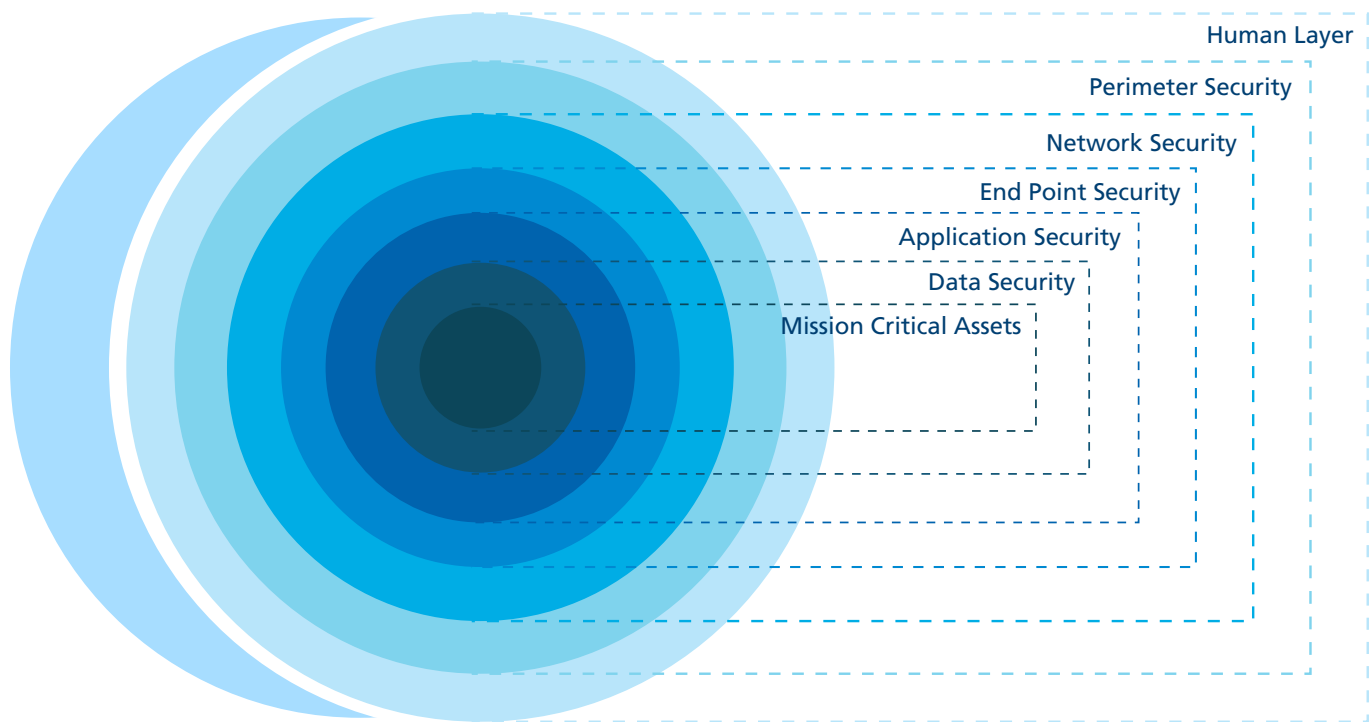 Human Layer
Perimeter Security
Network Security
End Point Security
Application Security
Data Security
Mission Critical Assets